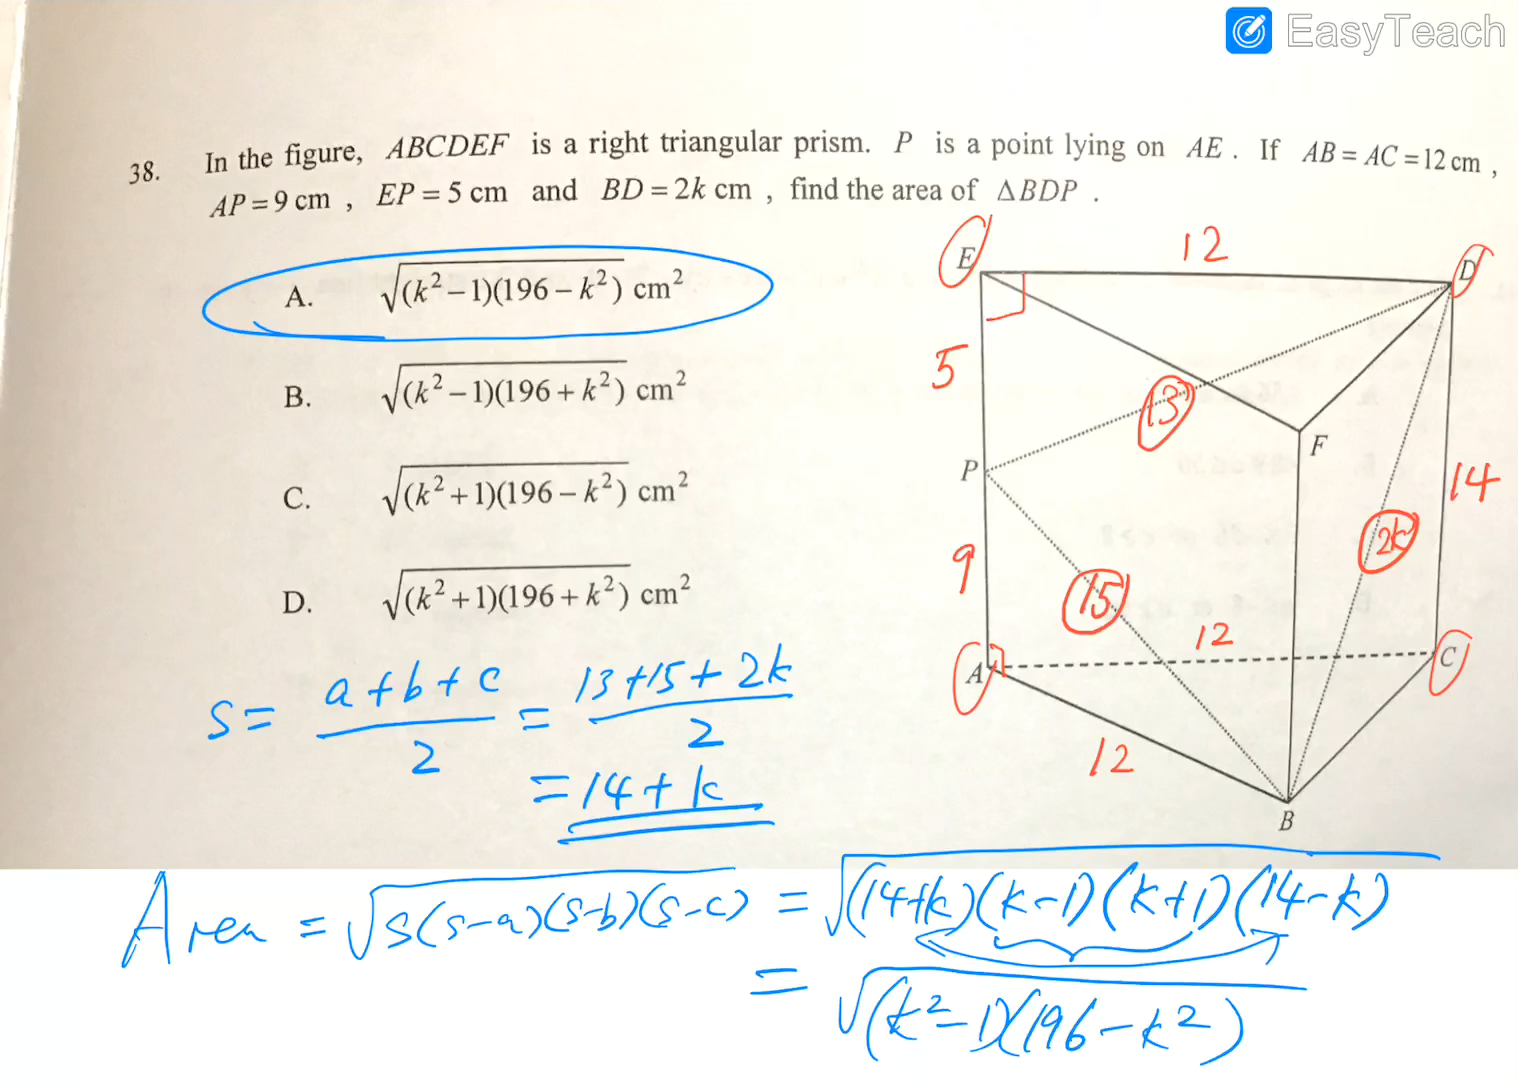 EasyTeach
38. In the figure, ABCDEF is a right triangular prism. P is a point lying on AE. If AB = AC = 12 cm,
AP = 9 cm, EP = 5 cm and BD = 2k cm, find the area of ΔBDP.
A. √((k² − 1)(196 − k²)) cm²
B. √((k² − 1)(196 + k²)) cm²
C. √((k² + 1)(196 − k²)) cm²
D. √((k² + 1)(196 + k²)) cm²
E
12
D
5
13
F
P
14
2k
9
15
12
A
C
12
B
s = (a + b + c)/2 = (13 + 15 + 2k)/2
= 14 + k
Area = √(s(s-a)(s-b)(s-c)) = √((14+k)(k-1)(k+1)(14-k))
= √((k²-1)(196-k²))